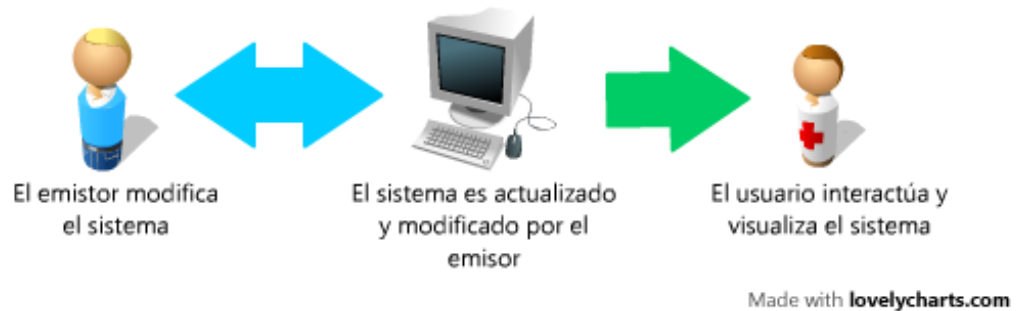 El emistor modifica
el sistema
El sistema es actualizado
y modificado por el
emisor
El usuario interactúa y
visualiza el sistema
Made with lovelycharts.com